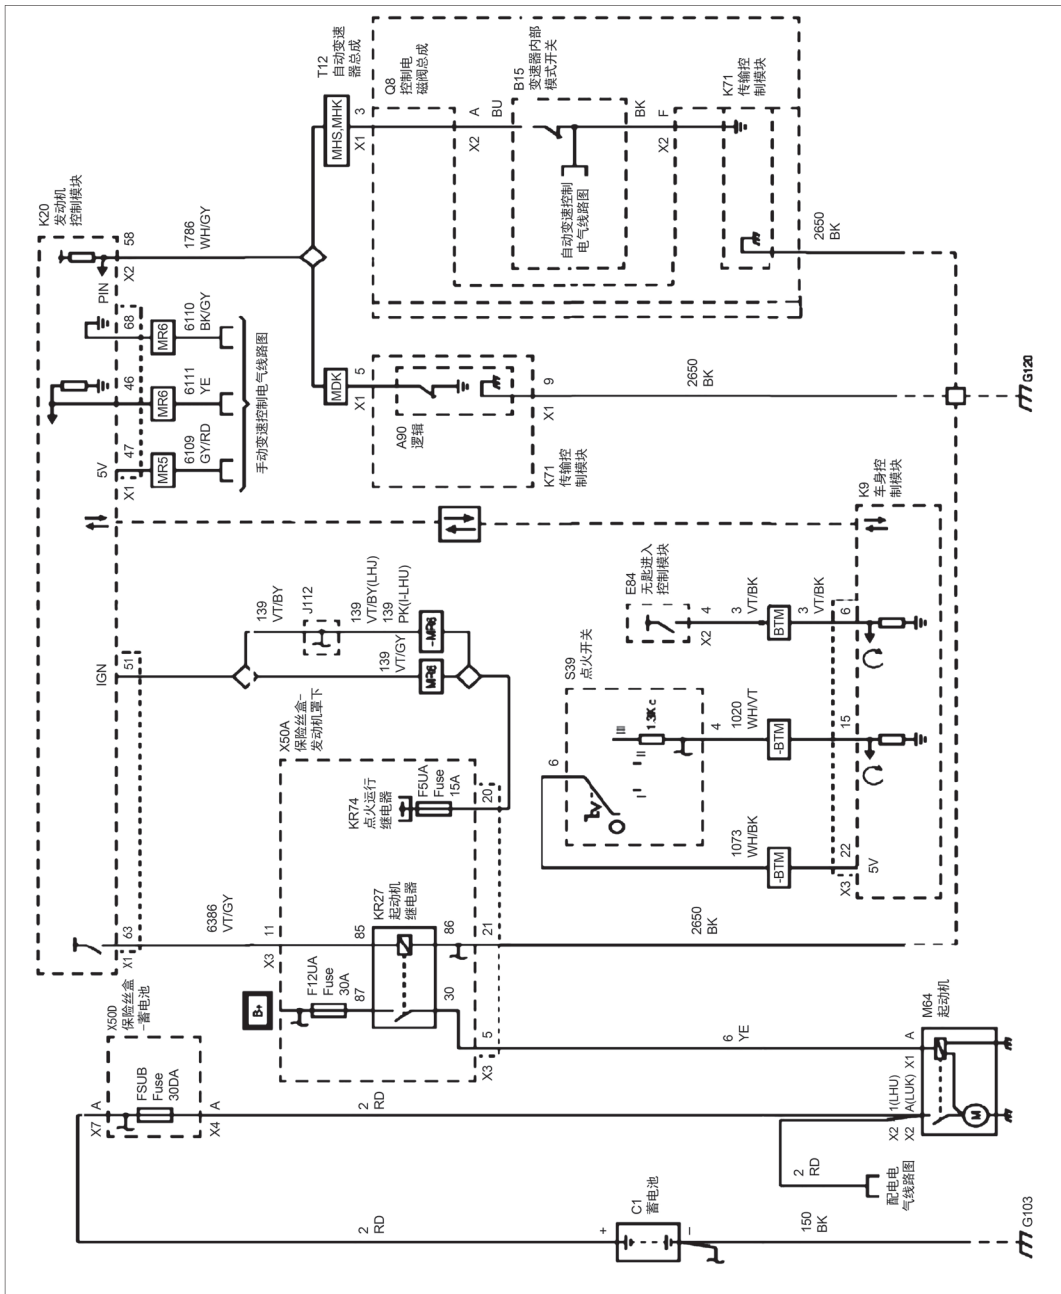 X50D
保险丝盒
–蓄电池
X7
A
FSUB
Fuse
30DA
X4
A
2
RD
2
RD
C1
蓄电池
+
–
150
BK
G103
2
RD
配电电
气线路图
X2
1(LHU)
X2
A(LUK)
X1
A
M64
起动机
M
6
YE
K20
发动机
控制模块
X1
63
51
IGN
X1
47
46
68
5V
X2
58
PIN
6386
VT/GY
X3
11
B+
F12UA
Fuse
30A
87
85
KR27
起动机
继电器
30
86
X3
5
21
20
2650
BK
X50A
保险丝盒–
发动机罩下
KR74
点火运行
继电器
F5UA
Fuse
15A
139
VT/BY
J112
139
VT/BY(LHJ)
139
PK(I-LHU)
139
VT/GY
MR6
–MR6
MR5
6109
GY/RD
MR6
6111
YE
MR6
6110
BK/GY
手动变速控制电气线路图
1786
WH/GY
MDK
X1
5
A90
逻辑
K71
传输控
制模块
X1
9
2650
BK
MHS,MHK
T12
自动变速
器总成
X1
3
Q8
控制电
磁阀总成
X2
A
BU
B15
变速器内部
模式开关
自动变速控制
电气线路图
BK
X2
F
K71
传输控
制模块
2650
BK
G120
S39
点火开关
6
I
II
III
1.3K c
4
1073
WH/BK
–BTM
1020
WH/VT
–BTM
E84
无匙进入
控制模块
X2
4
3
VT/BK
BTM
3
VT/BK
X3
22
15
6
5V
K9
车身控
制模块